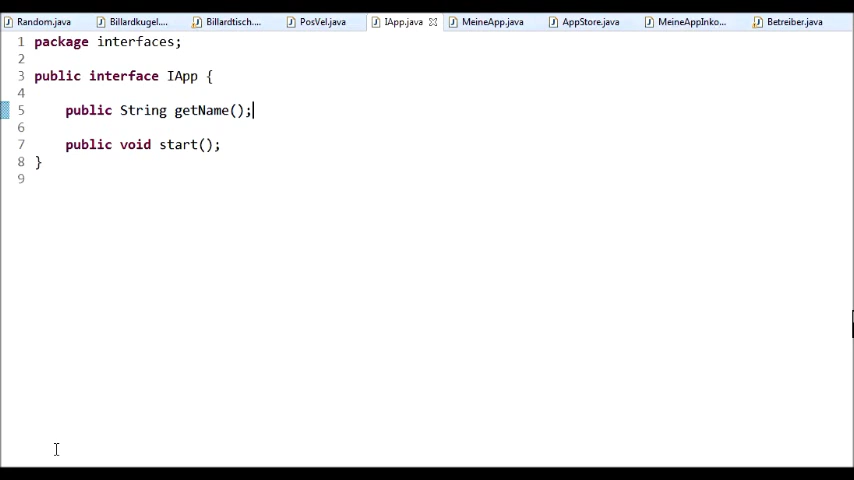 Random.java Billardkugel.... Billardtisch.... PosVel.java IApp.java MeineApp.java AppStore.java MeineAppInko... Betreiber.java
1 package interfaces;
2
3 public interface IApp {
4
5 public String getName();
6
7 public void start();
8 }
9